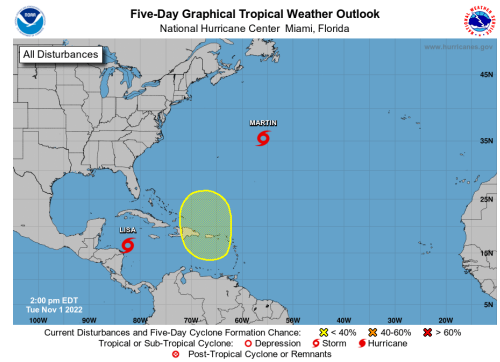 Five-Day Graphical Tropical Weather Outlook
National Hurricane Center Miami, Florida
All Disturbances
www.hurricanes.gov
45N
MARTIN
35N
25N
LISA
15N
2:00 pm EDT
Tue Nov 1 2022
5N
100W 90W 80W 70W 60W 50W 40W 30W 20W 10W
Current Disturbances and Five-Day Cyclone Formation Chance: < 40% 40-60% > 60%
Tropical or Sub-Tropical Cyclone: Depression Storm Hurricane
Post-Tropical Cyclone or Remnants